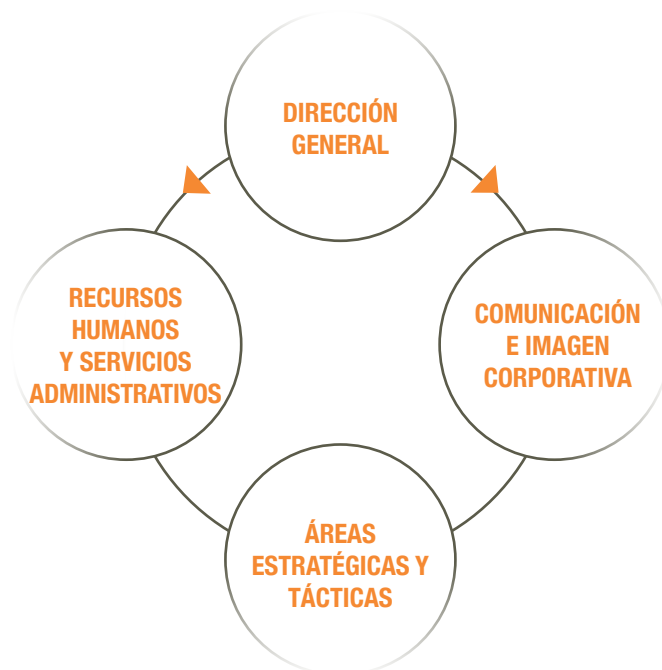 DIRECCIÓN
GENERAL
RECURSOS
HUMANOS
Y SERVICIOS
ADMINISTRATIVOS
COMUNICACIÓN
E IMAGEN
CORPORATIVA
ÁREAS
ESTRATÉGICAS Y
TÁCTICAS